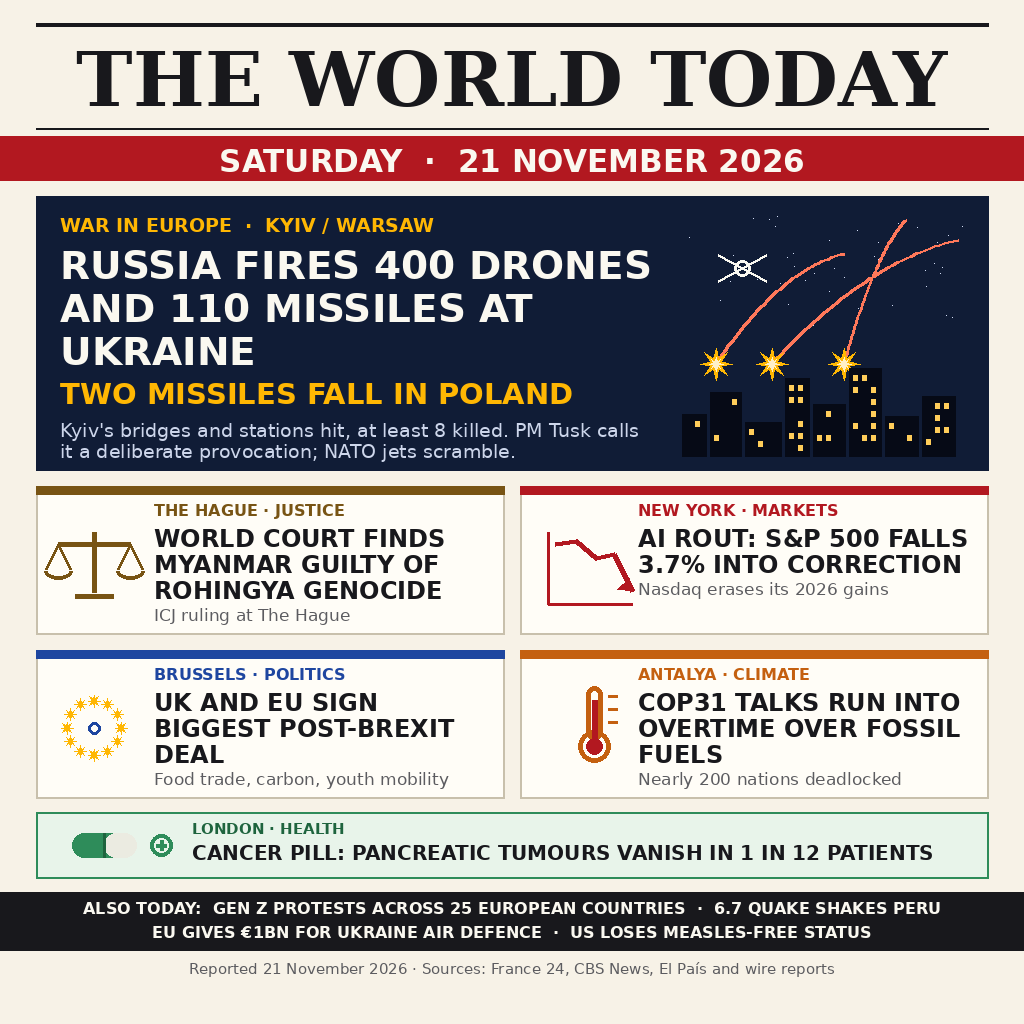 THE WORLD TODAY
SATURDAY · 21 NOVEMBER 2026
WAR IN EUROPE · KYIV / WARSAW
RUSSIA FIRES 400 DRONES
AND 110 MISSILES AT
UKRAINE
TWO MISSILES FALL IN POLAND
Kyiv's bridges and stations hit, at least 8 killed. PM Tusk calls
it a deliberate provocation; NATO jets scramble.
THE HAGUE · JUSTICE
WORLD COURT FINDS
MYANMAR GUILTY OF
ROHINGYA GENOCIDE
ICJ ruling at The Hague
NEW YORK · MARKETS
AI ROUT: S&P 500 FALLS
3.7% INTO CORRECTION
Nasdaq erases its 2026 gains
BRUSSELS · POLITICS
UK AND EU SIGN
BIGGEST POST-BREXIT
DEAL
Food trade, carbon, youth mobility
ANTALYA · CLIMATE
COP31 TALKS RUN INTO
OVERTIME OVER FOSSIL
FUELS
Nearly 200 nations deadlocked
LONDON · HEALTH
CANCER PILL: PANCREATIC TUMOURS VANISH IN 1 IN 12 PATIENTS
ALSO TODAY: GEN Z PROTESTS ACROSS 25 EUROPEAN COUNTRIES · 6.7 QUAKE SHAKES PERU
EU GIVES €1BN FOR UKRAINE AIR DEFENCE · US LOSES MEASLES-FREE STATUS
Reported 21 November 2026 · Sources: France 24, CBS News, El País and wire reports